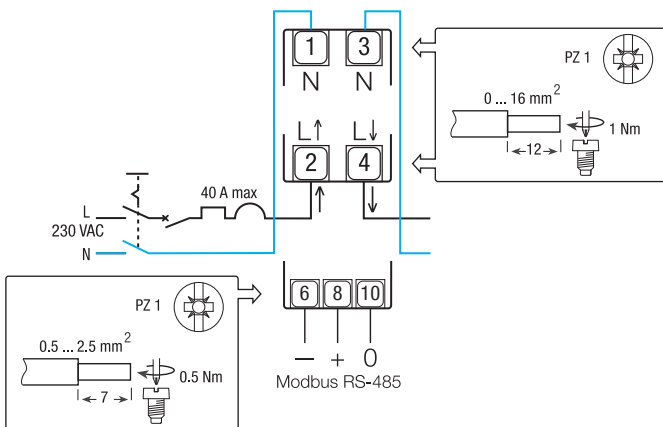 1 3
N N
L↑ L↓
2 4
40 A max
L
230 VAC
N
PZ 1
0 ... 16 mm²
1 Nm
12
6 8 10
— + 0
Modbus RS-485
PZ 1
0.5 ... 2.5 mm²
0.5 Nm
7